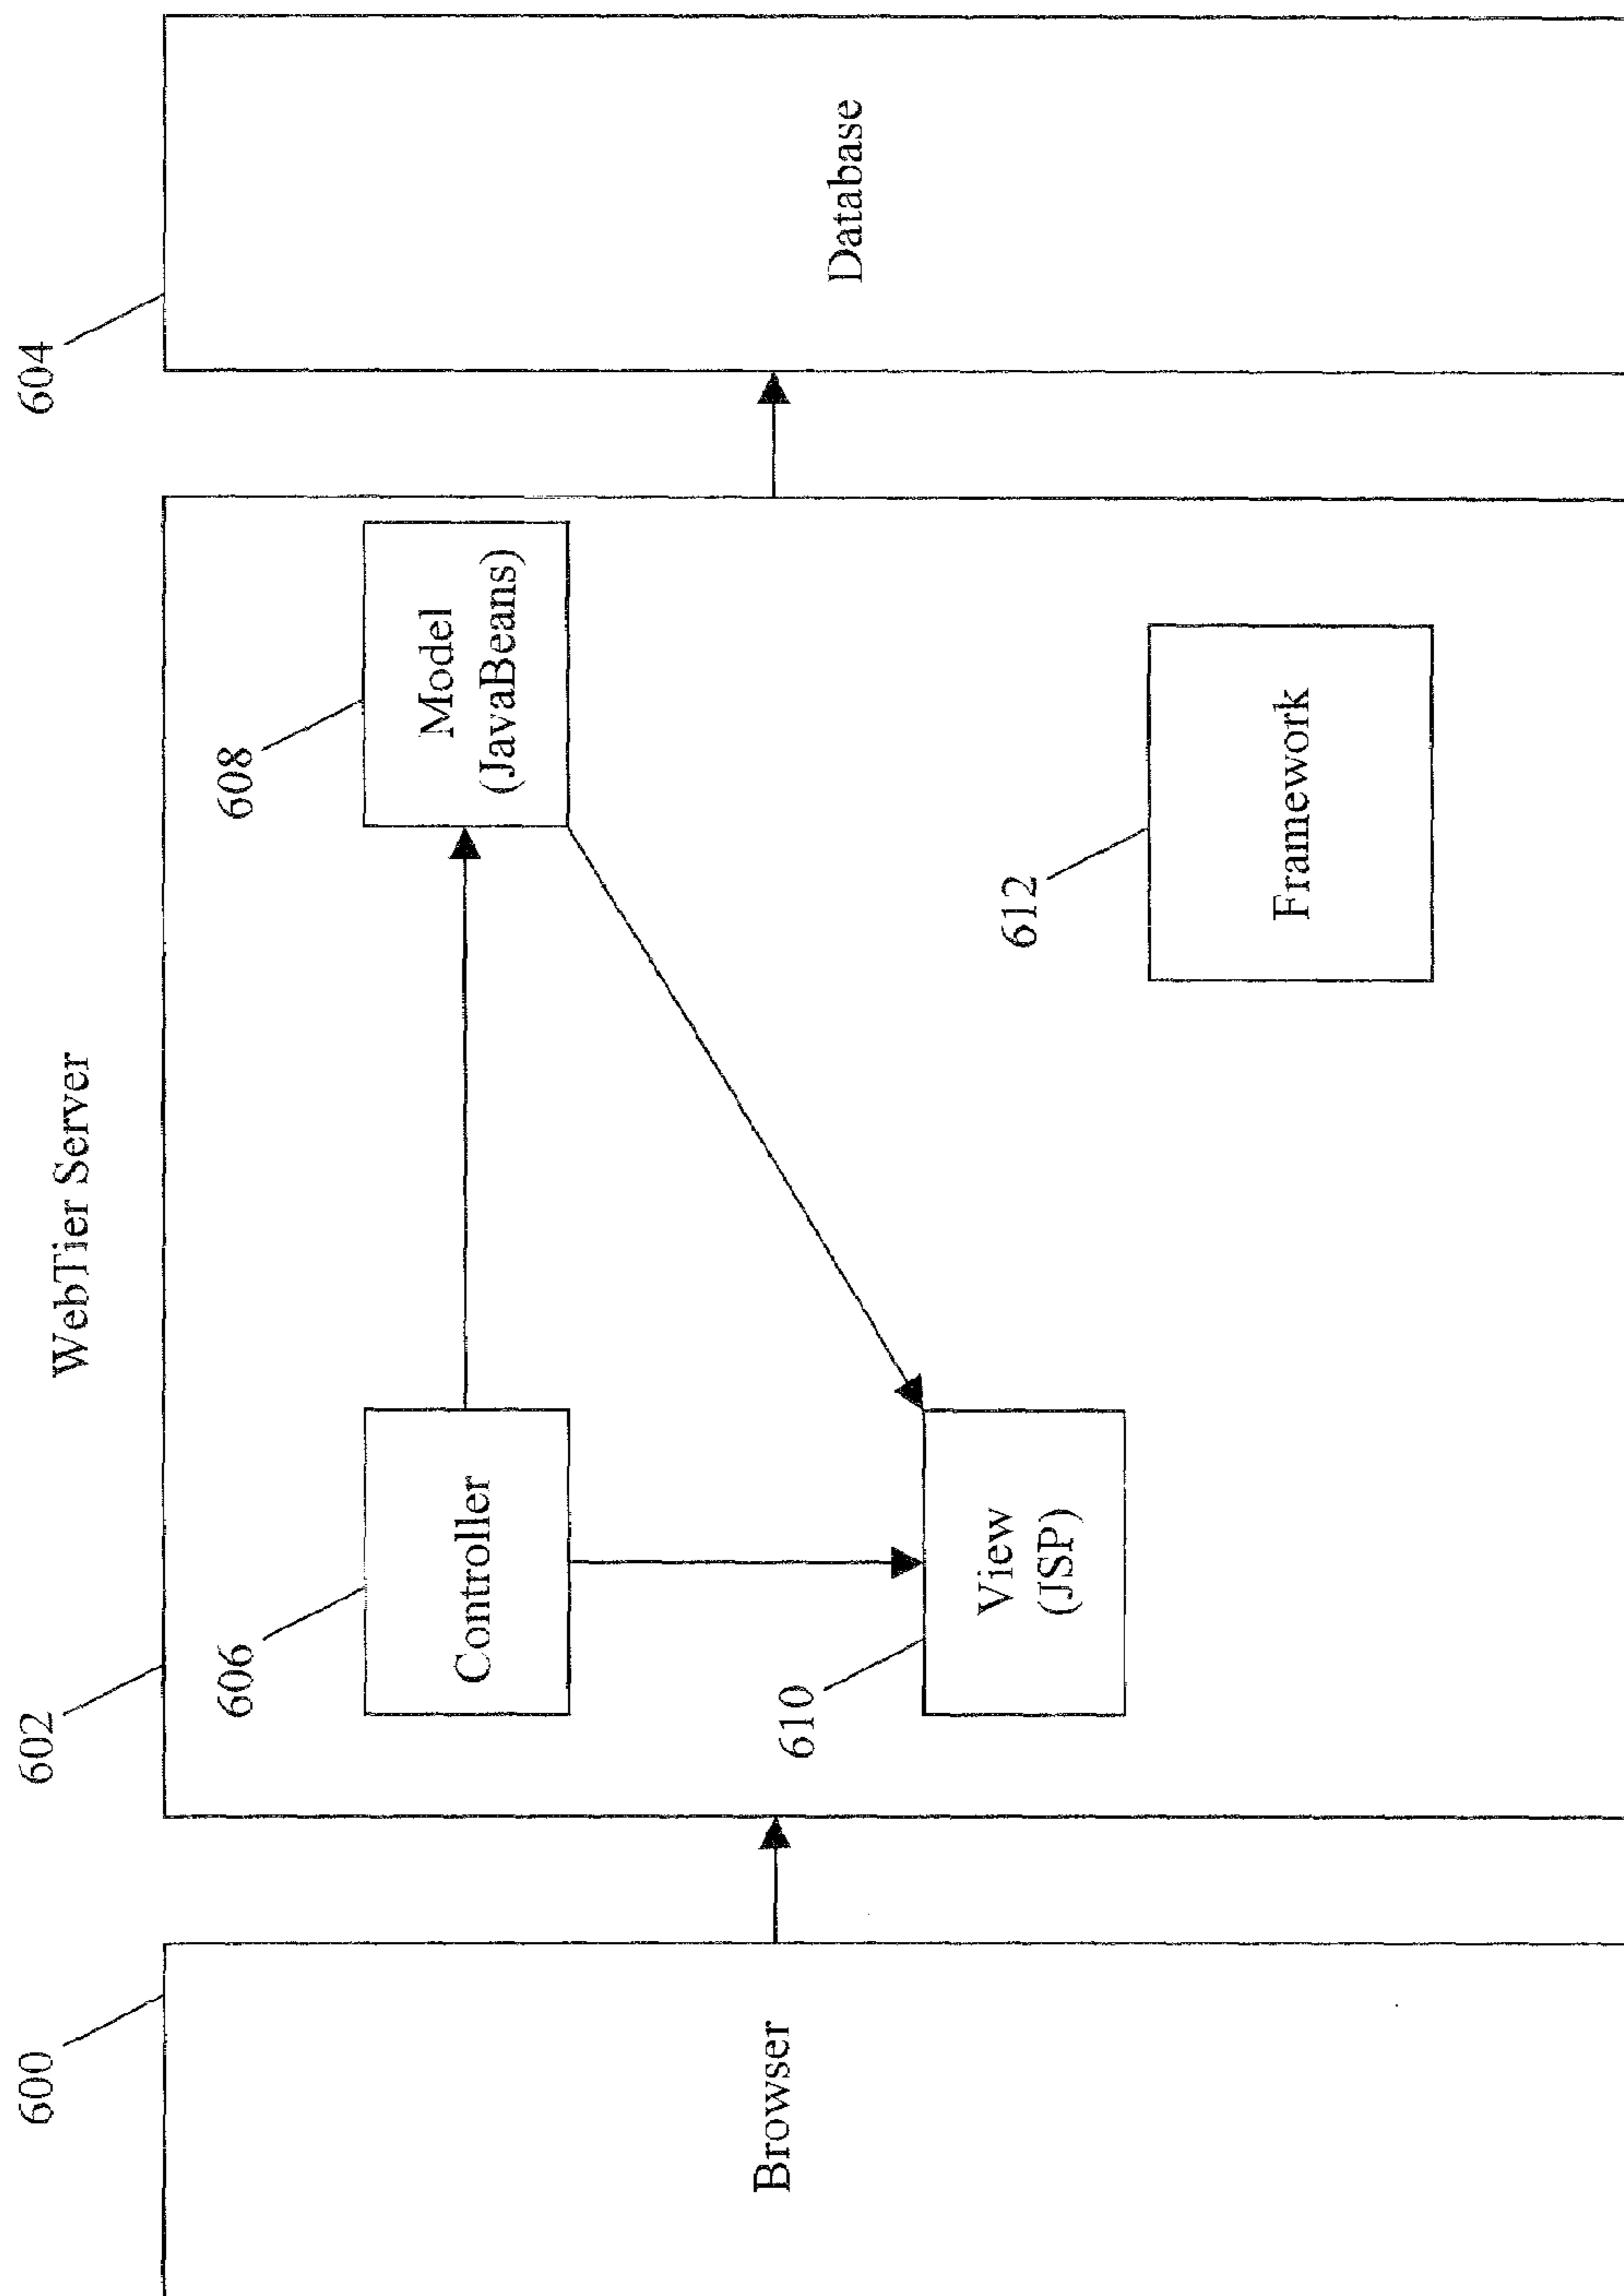 WebTier Server
600
602
604
Browser
606
Controller
608
Model
(JavaBeans)
610
View
(JSP)
612
Framework
Database